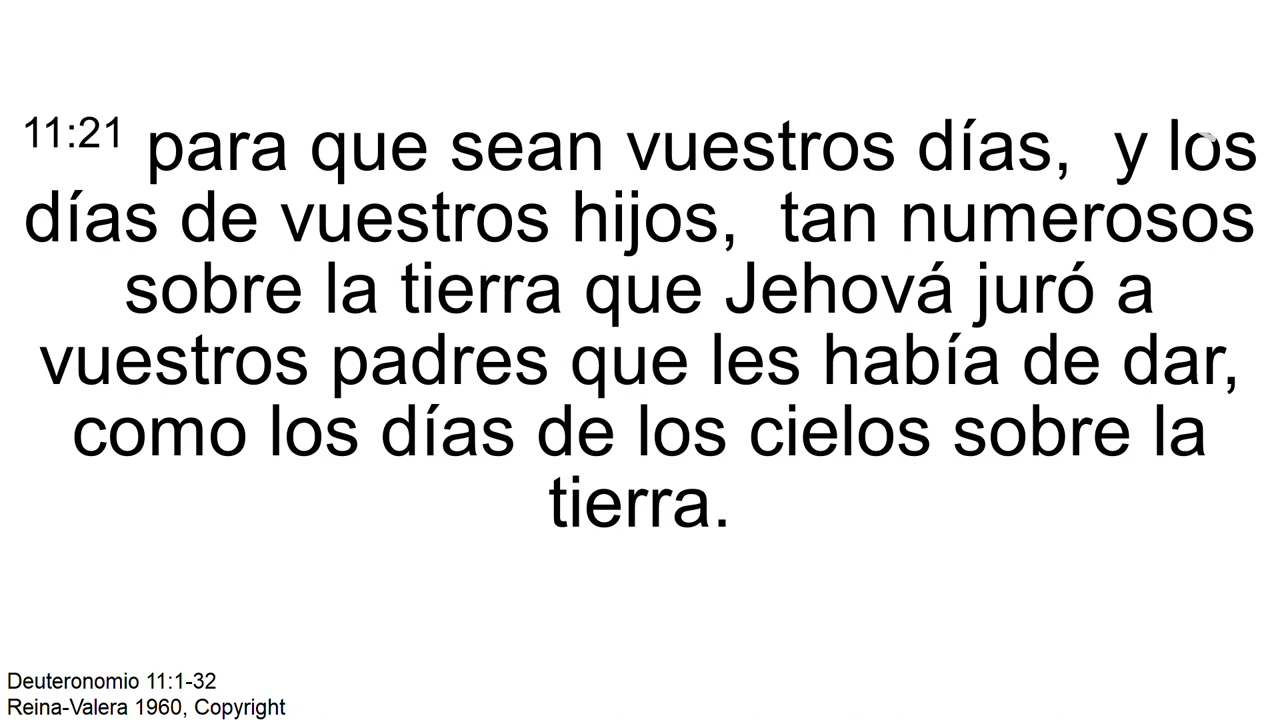 11:21 para que sean vuestros días,  y los
días de vuestros hijos,  tan numerosos
sobre la tierra que Jehová juró a
vuestros padres que les había de dar,
como los días de los cielos sobre la
tierra.
Deuteronomio 11:1-32
Reina-Valera 1960, Copyright